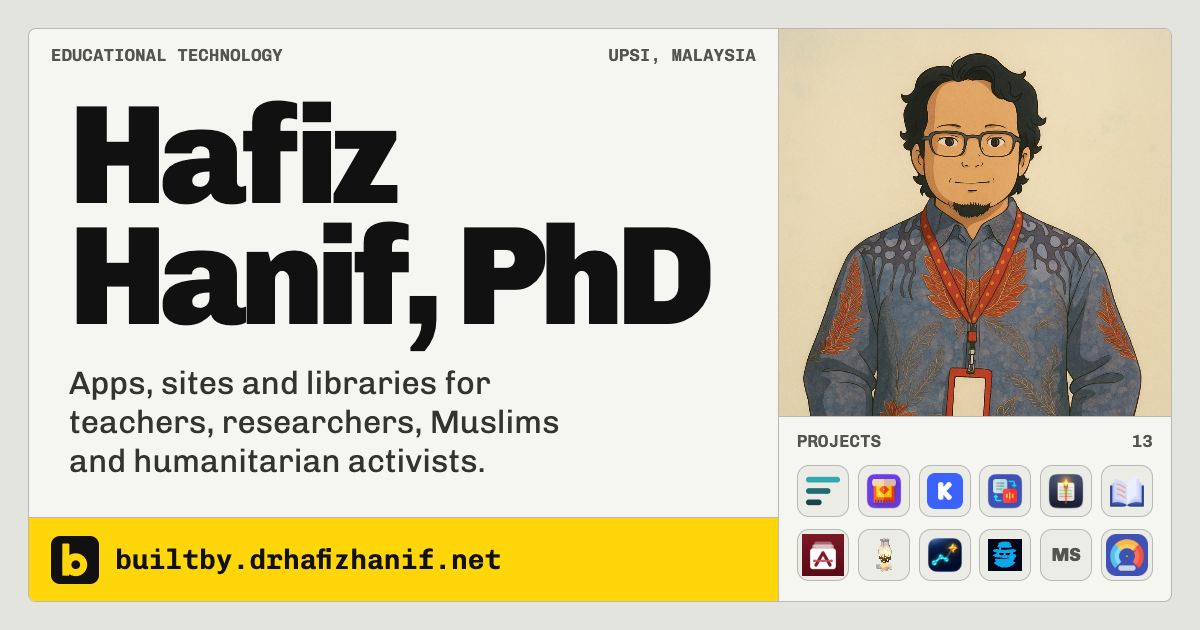 EDUCATIONAL TECHNOLOGY
UPSI, MALAYSIA
Hafiz
Hanif, PhD
Apps, sites and libraries for
teachers, researchers, Muslims
and humanitarian activists.
b builtby.drhafizhanif.net
PROJECTS 13
K
A
MS